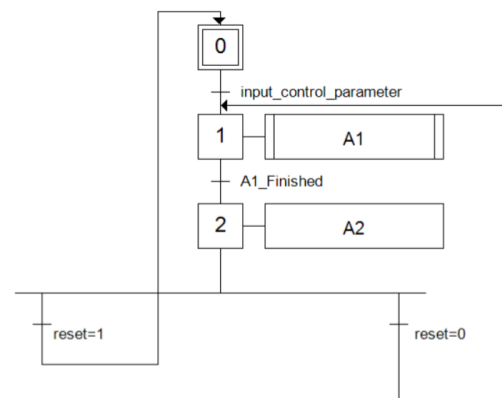 0
input_control_parameter
1
A1
A1_Finished
2
A2
reset=1
reset=0